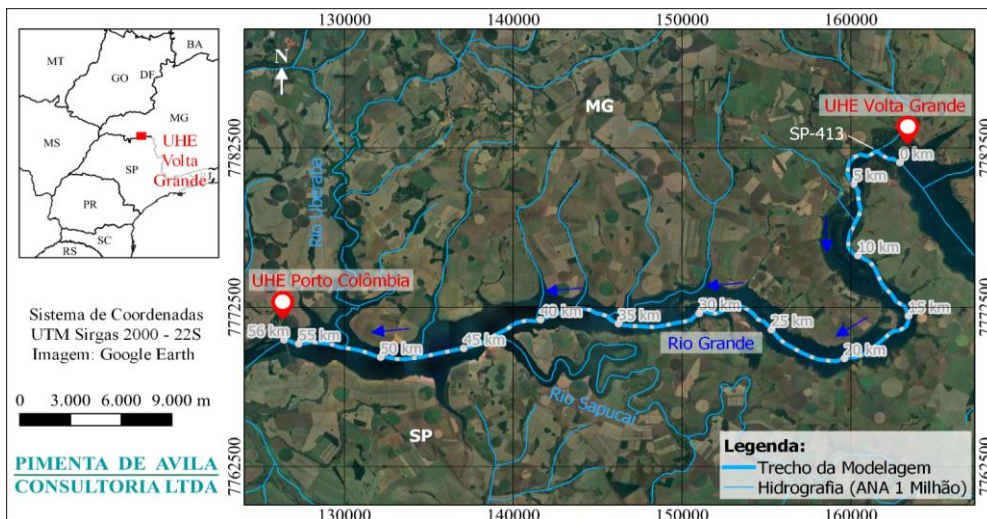 130000 140000 150000 160000
MT
GO
DF
BA
MG
MS
UHE
Volta
Grande
SP
PR
SC
RS
N
MG
UHE Volta Grande
SP-413
0 km
5 km
10 km
15 km
20 km
25 km
30 km
35 km
40 km
45 km
50 km
55 km
56 km
Rio Uberaba
UHE Porto Colômbia
Rio Grande
Rio Sapucaí
SP
782500
7772500
7762500
782500
7772500
7762500
Sistema de Coordenadas
UTM Sirgas 2000 - 22S
Imagem: Google Earth
0 3.000 6.000 9.000 m
PIMENTA DE AVILA
CONSULTORIA LTDA
Legenda:
Trecho da Modelagem
Hidrografia (ANA 1 Milhão)
130000 140000 150000 160000